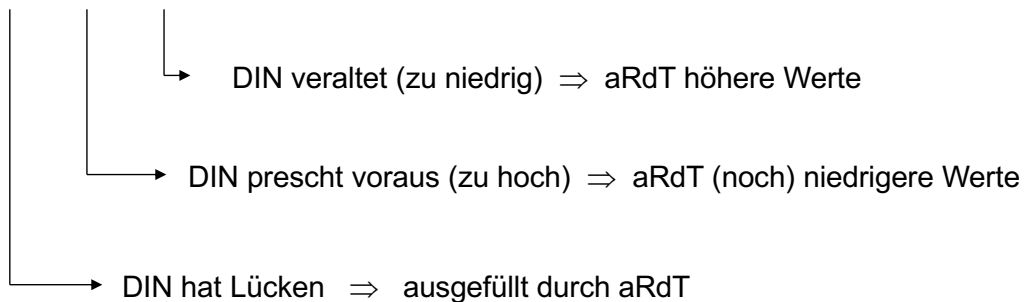 DIN veraltet (zu niedrig) ⇒ aRdT höhere Werte
DIN prescht voraus (zu hoch) ⇒ aRdT (noch) niedrigere Werte
DIN hat Lücken ⇒ ausgefüllt durch aRdT